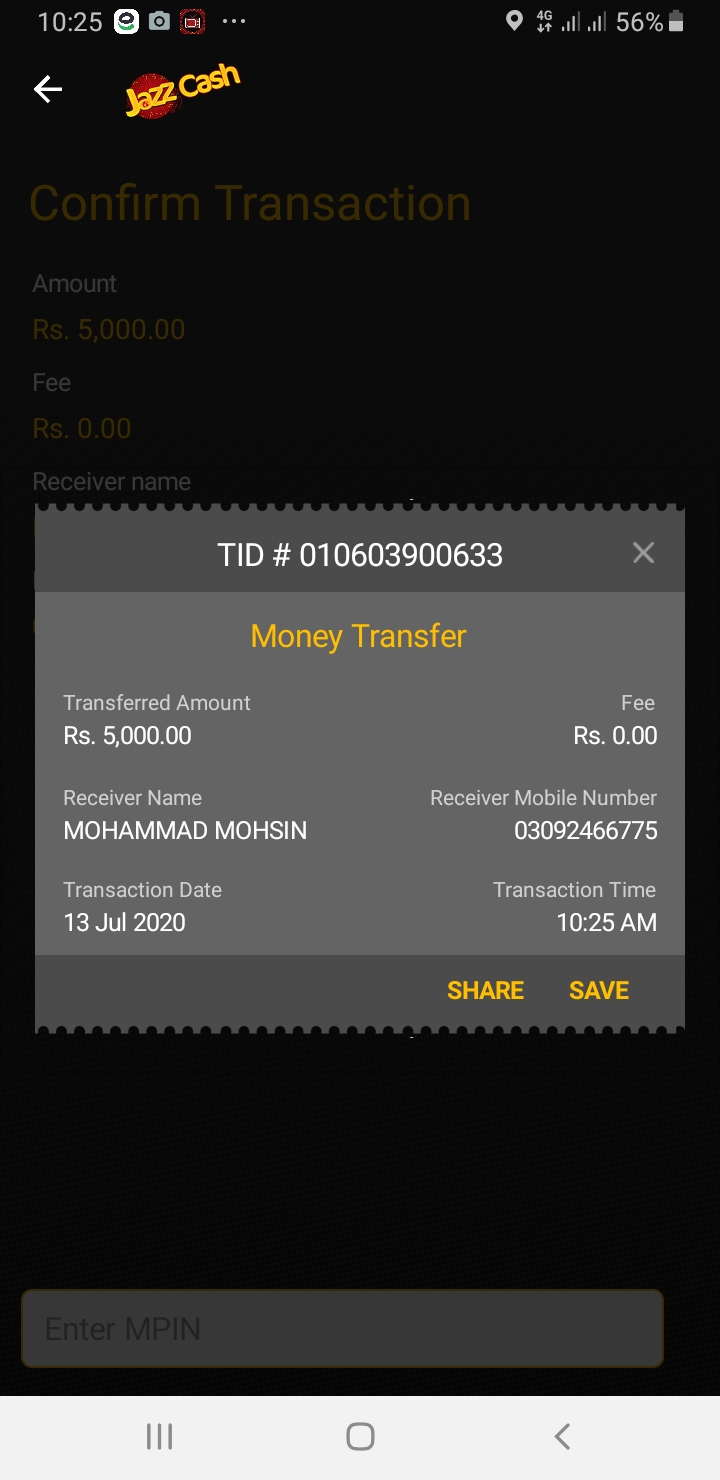 10:25
4G
56%
Jazz Cash
Confirm Transaction
Amount
Rs. 5,000.00
Fee
Rs. 0.00
Receiver name
TID # 010603900633
Money Transfer
Transferred Amount Fee
Rs. 5,000.00 Rs. 0.00
Receiver Name Receiver Mobile Number
MOHAMMAD MOHSIN 03092466775
Transaction Date Transaction Time
13 Jul 2020 10:25 AM
SHARE SAVE
Enter MPIN